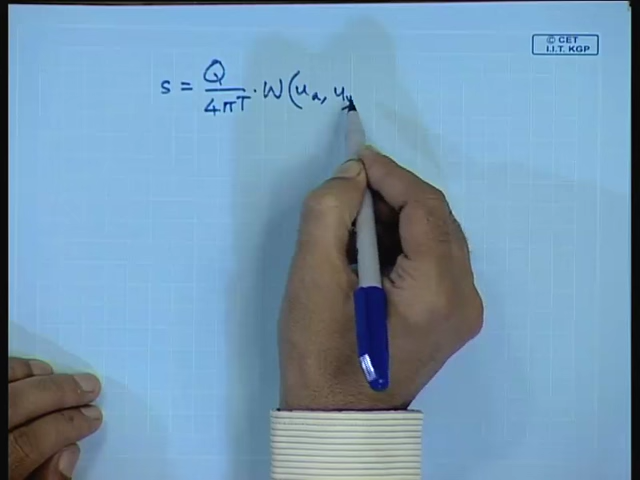 © CET
I.I.T. KGP
s = Q / 4πT · W(u_a, u_y